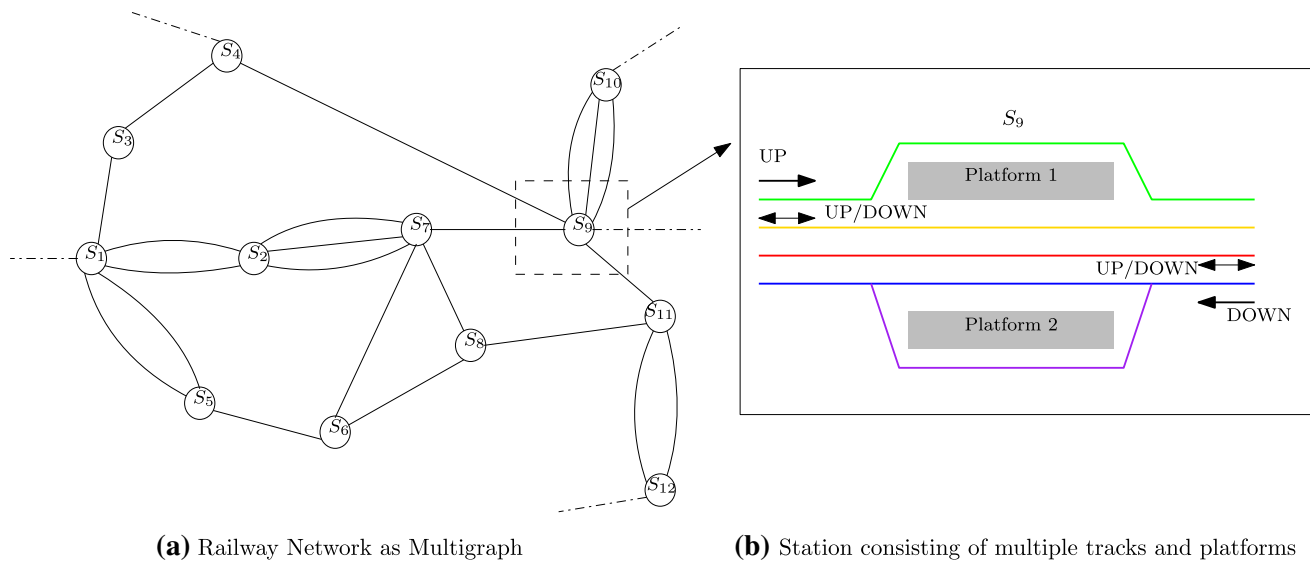 S4
S10
S3
S9
S7
S1
S2
S11
S8
S5
S6
S12
(a) Railway Network as Multigraph
S9
UP
Platform 1
UP/DOWN
UP/DOWN
Platform 2
DOWN
(b) Station consisting of multiple tracks and platforms